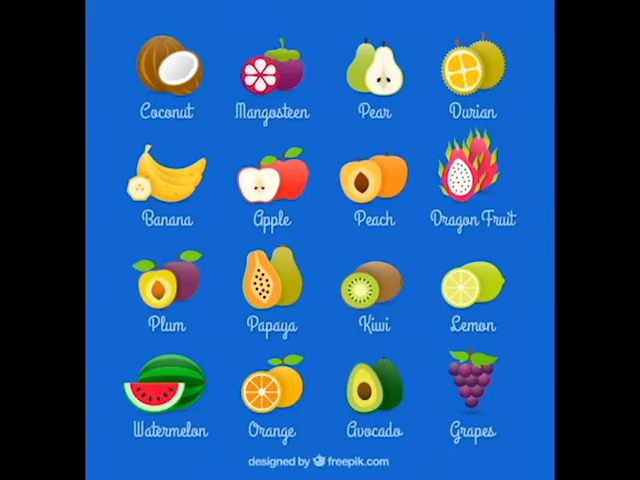 Coconut Mangosteen Pear Durian
Banana Apple Peach Dragon Fruit
Plum Papaya Kiwi Lemon
Watermelon Orange Avocado Grapes
designed by freepik.com